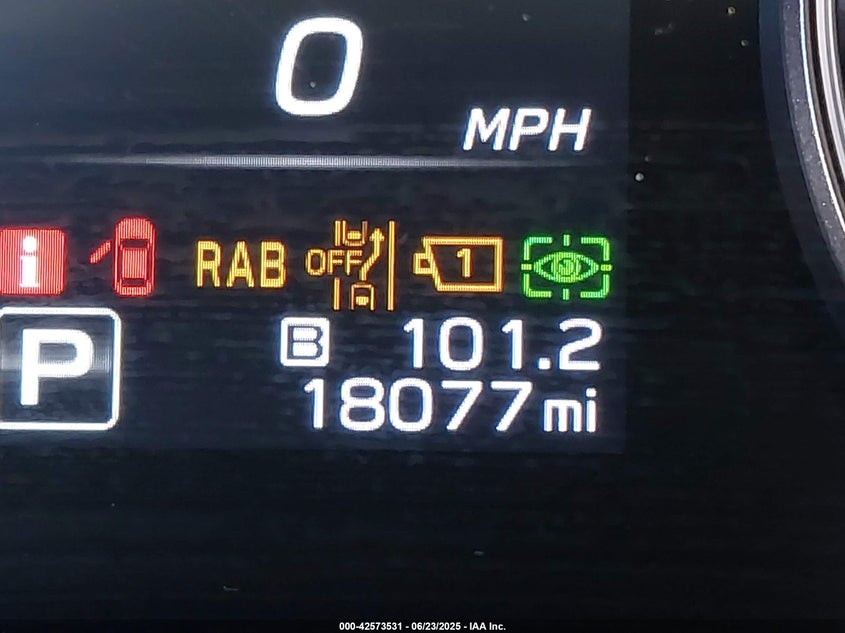 0
MPH
i RAB OFF 1
P
B 101.2
18077 mi
000-42573531 - 06/23/2025 - IAA Inc.